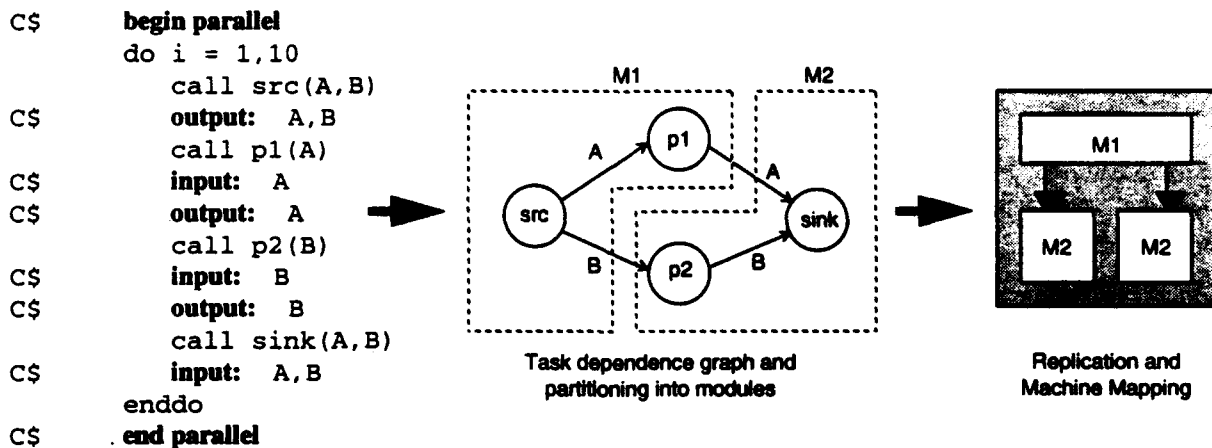 C$ begin parallel
do i = 1,10
call src(A,B)
C$ output: A,B
call p1(A)
C$ input: A
C$ output: A
call p2(B)
C$ input: B
C$ output: B
call sink(A,B)
C$ input: A,B
enddo
C$ end parallel
M1
M2
p1
A
A
src
sink
B
B
p2
Task dependence graph and
partitioning into modules
M1
M2
M2
Replication and
Machine Mapping